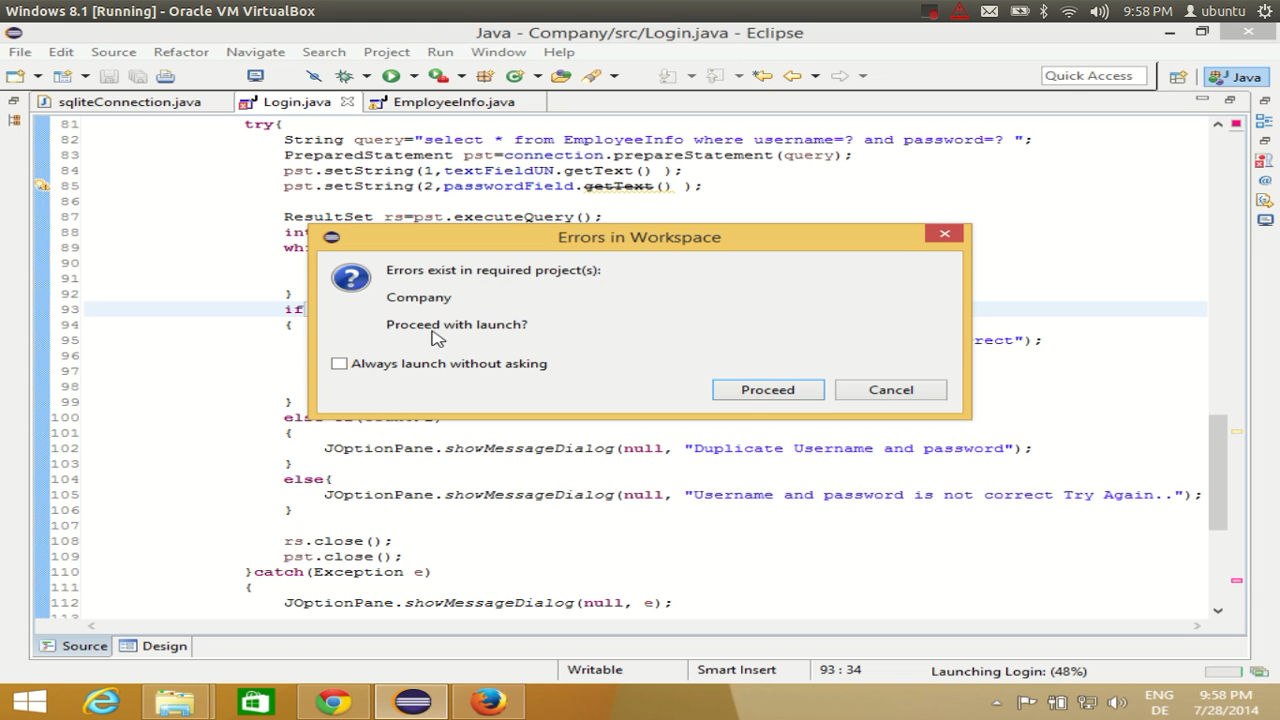 Windows 8.1 [Running] - Oracle VM VirtualBox
9:58 PM
ubuntu
Java - Company/src/Login.java - Eclipse
File Edit Source Refactor Navigate Search Project Run Window Help
Quick Access
Java
sqliteConnection.java
Login.java
EmployeeInfo.java
81 try{
82 String query="select * from EmployeeInfo where username=? and password=? ";
83 PreparedStatement pst=connection.prepareStatement(query);
84 pst.setString(1,textFieldUN.getText() );
85 pst.setString(2,passwordField.getText() );
86
87 ResultSet rs=pst.executeQuery();
88
89
90
91
92 }
93 if
94 {
95 rect");
96
97
98
99 }
100
101 {
102 JOptionPane.showMessageDialog(null, "Duplicate Username and password");
103 }
104 else{
105 JOptionPane.showMessageDialog(null, "Username and password is not correct Try Again..");
106 }
107
108 rs.close();
109 pst.close();
110 }catch(Exception e)
111 {
112 JOptionPane.showMessageDialog(null, e);
Errors in Workspace
Errors exist in required project(s):
Company
Proceed with launch?
Always launch without asking
Proceed
Cancel
Source
Design
Writable
Smart Insert
93 : 34
Launching Login: (48%)
ENG
DE
9:58 PM
7/28/2014